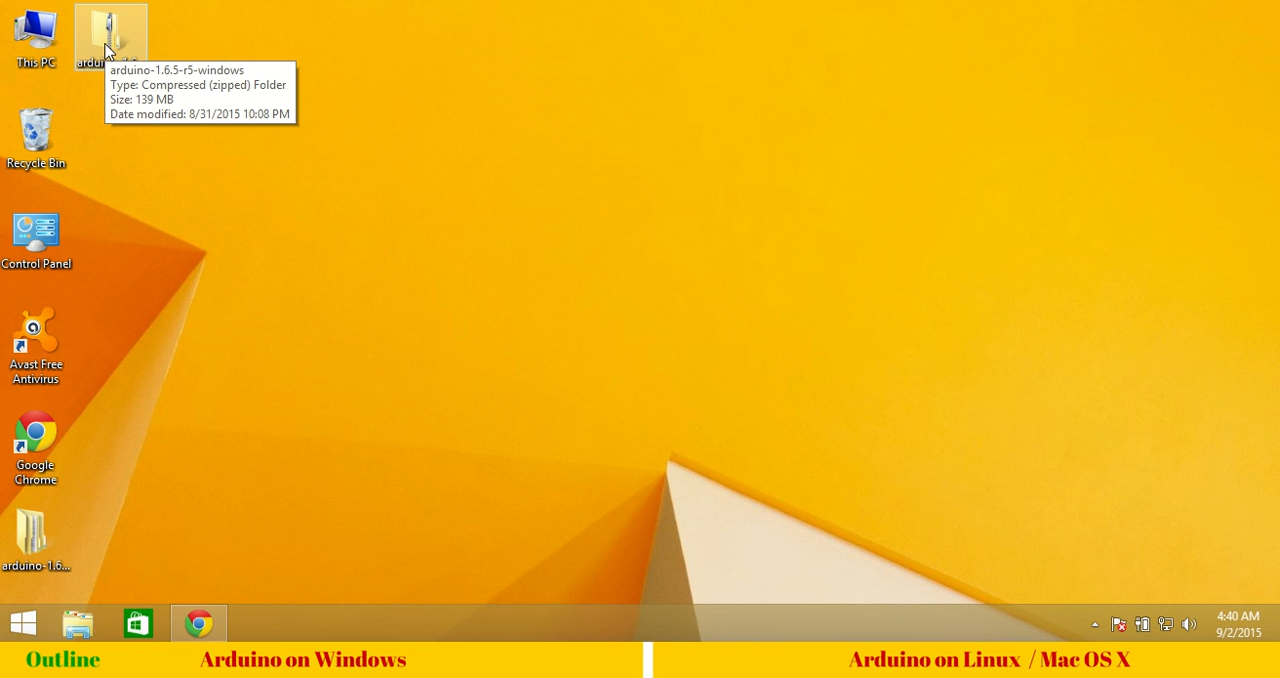 This PC
arduino-1.6.5-r5-windows
Type: Compressed (zipped) Folder
Size: 139 MB
Date modified: 8/31/2015 10:08 PM
Recycle Bin
Control Panel
Avast Free
Antivirus
Google
Chrome
arduino-1.6...
4:40 AM
9/2/2015
Outline
Arduino on Windows
Arduino on Linux / Mac OS X